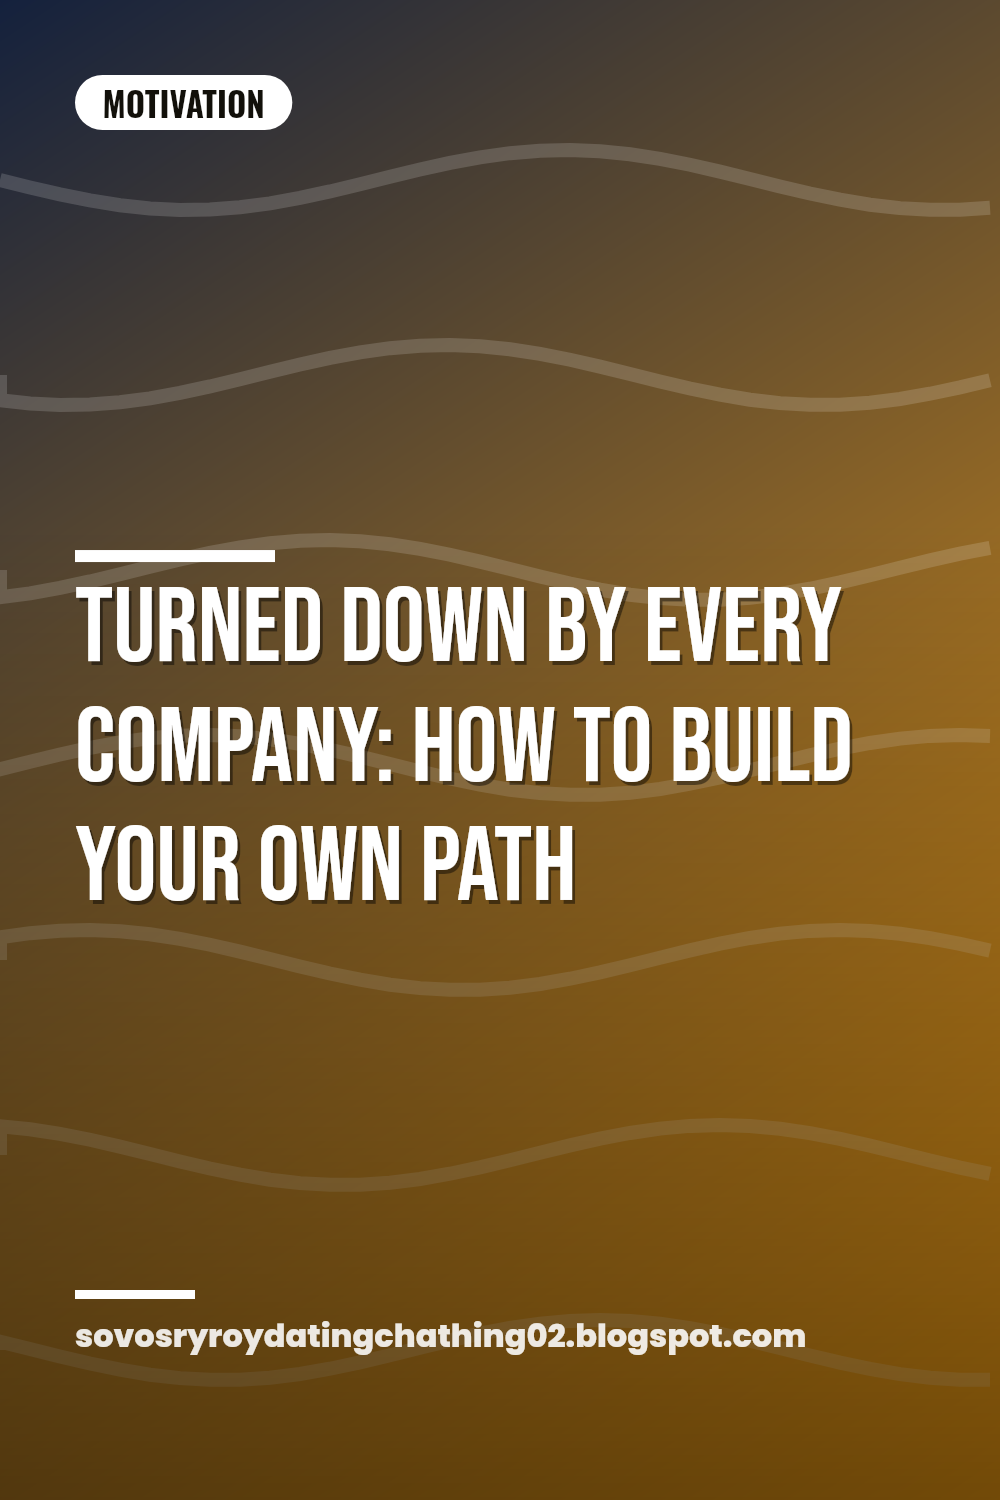 MOTIVATION
TURNED DOWN BY EVERY
COMPANY: HOW TO BUILD
YOUR OWN PATH
sovosryroydatingchathing02.blogspot.com